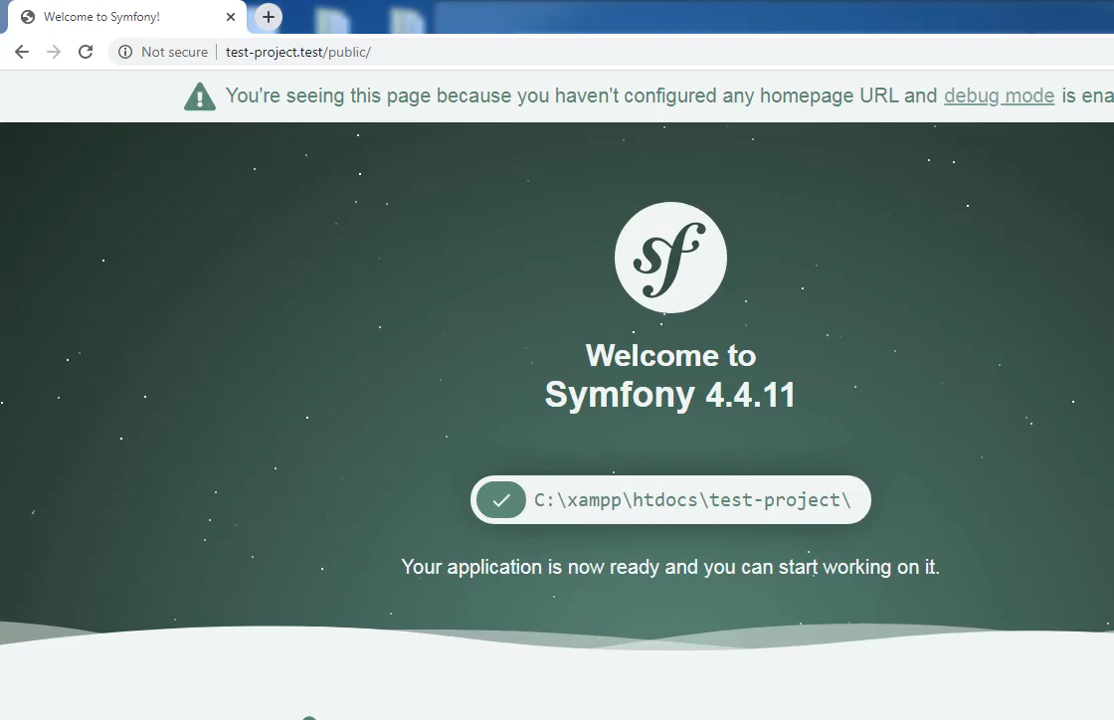 Welcome to Symfony!
Not secure
test-project.test/public/
You're seeing this page because you haven't configured any homepage URL and debug mode is ena
sf
Welcome to
Symfony 4.4.11
C:\xampp\htdocs\test-project\
Your application is now ready and you can start working on it.